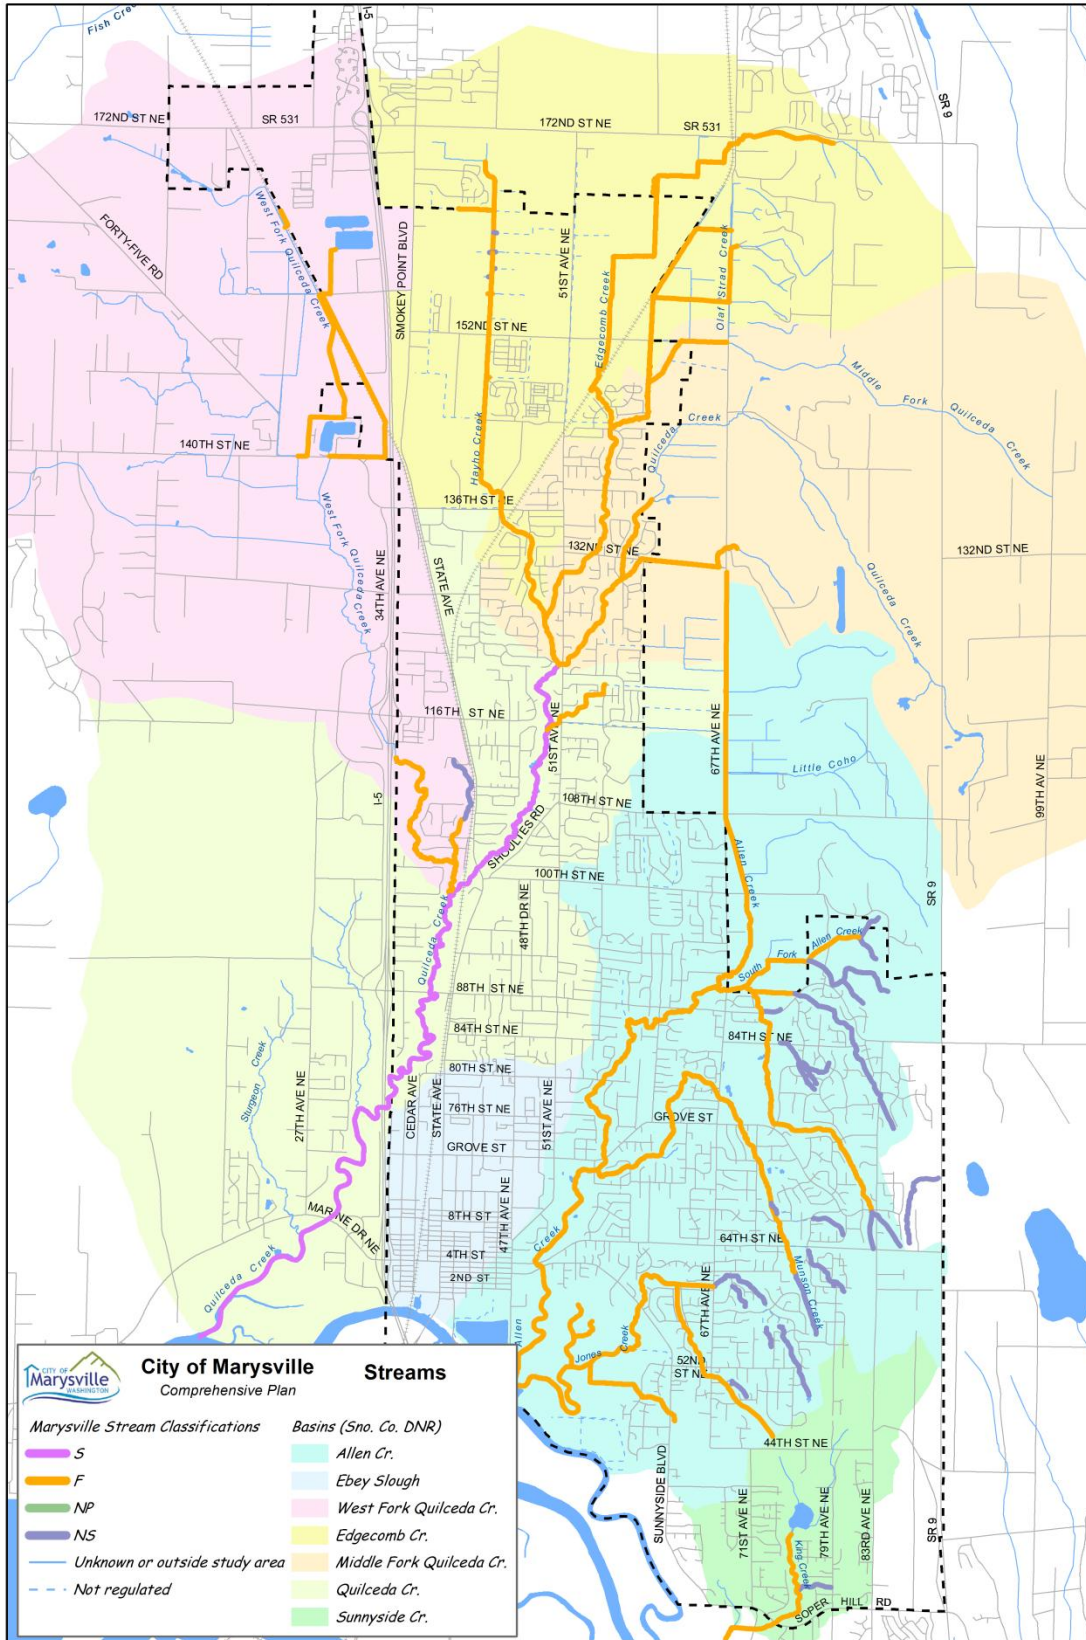 Fish Creek
I-5
SR 9
172ND ST NE
SR 531
172ND ST NE
SR 531
West Fork Quilceda Creek
FORTY-FIVE RD
SMOKEY POINT BLVD
51ST AVE NE
Edgecomb Creek
Olaf Strad Creek
152ND ST NE
Middle Fork Quilceda Creek
Hayho Creek
Quilceda Creek
140TH ST NE
136TH ST NE
West Fork Quilceda Creek
132ND ST NE
132ND ST NE
34TH AVE NE
STATE AVE
Quilceda Creek
116TH ST NE
51ST AVE NE
67TH AVE NE
Little Coho
I-5
108TH ST NE
99TH AV NE
SHOULTES RD
Allen Creek
100TH ST NE
SR 9
48TH DR NE
Quilceda Creek
South Fork Allen Creek
88TH ST NE
84TH ST NE
84TH ST NE
Sturgeon Creek
80TH ST NE
27TH AVE NE
CEDAR AVE
STATE AVE
76TH ST NE
51ST AVE NE
GROVE ST
GROVE ST
47TH AVE NE
MARINE DR NE
8TH ST
64TH ST NE
4TH ST
2ND ST
Quilceda Creek
Allen Creek
Munson Creek
67TH AVE NE
Jones Creek
52ND
ST NE
44TH ST NE
SUNNYSIDE BLVD
71ST AVE NE
79TH AVE NE
83RD AVE NE
SR 9
King Creek
SOPER HILL RD
CITY OF
Marysville
WASHINGTON
City of Marysville
Comprehensive Plan
Streams
Marysville Stream Classifications
S
F
NP
NS
Unknown or outside study area
Not regulated
Basins (Sno. Co. DNR)
Allen Cr.
Ebey Slough
West Fork Quilceda Cr.
Edgecomb Cr.
Middle Fork Quilceda Cr.
Quilceda Cr.
Sunnyside Cr.